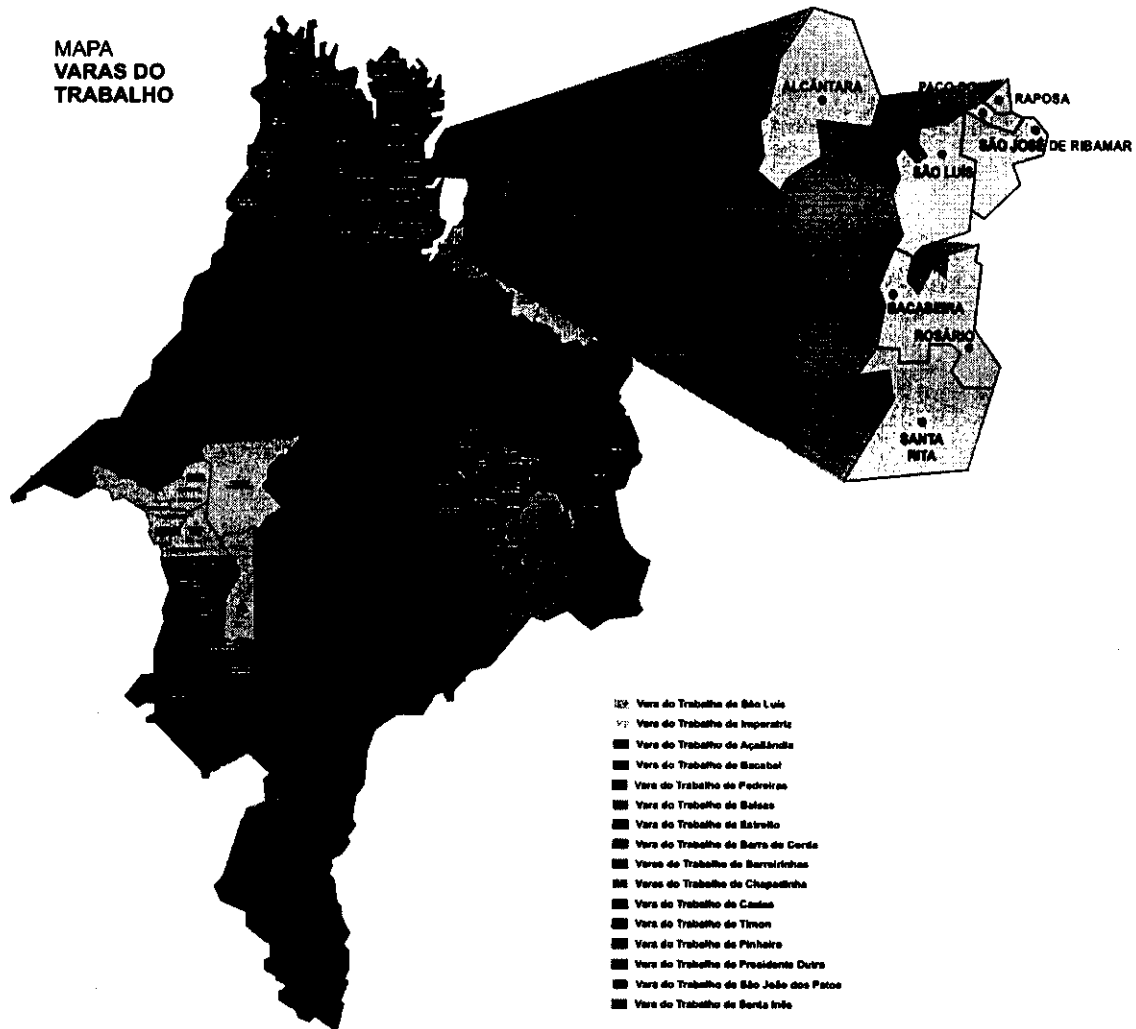 MAPA
VARAS DO
TRABALHO
ALCÂNTARA
PAÇO DO
RAPOSA
SÃO JOSÉ DE RIBAMAR
SÃO LUÍS
BACABEIRA
ROSÁRIO
SANTA
RITA
Vara do Trabalho de São Luís
Vara do Trabalho de Imperatriz
Vara do Trabalho de Açailândia
Vara do Trabalho de Bacabal
Vara do Trabalho de Pedreiras
Vara do Trabalho de Balsas
Vara do Trabalho de Estreito
Vara do Trabalho de Barra do Corda
Varas do Trabalho de Barreirinhas
Varas do Trabalho de Chapadinha
Vara do Trabalho de Caxias
Vara do Trabalho de Timon
Vara do Trabalho de Pinheiro
Vara do Trabalho de Presidente Dutra
Vara do Trabalho de São João dos Patos
Vara do Trabalho de Santa Inês